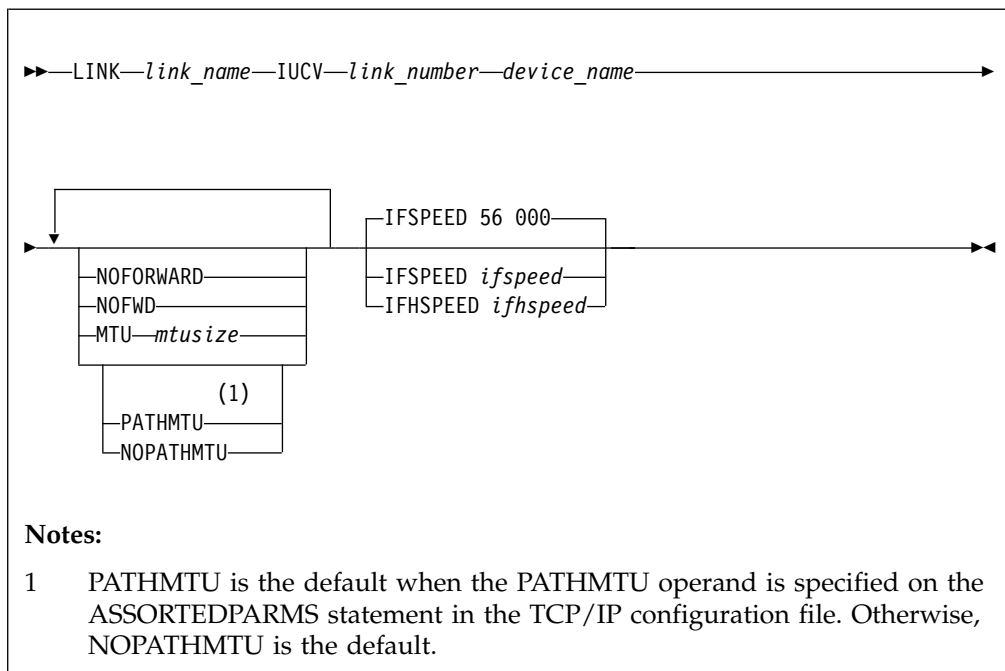 LINK link_name IUCV link_number device_name
IFSPEED 56 000
NOFORWARD IFSPEED ifspeed
NOFWD IFHSPEED ifhspeed
MTU mtusize
(1)
PATHMTU
NOPATHMTU
Notes:
1 PATHMTU is the default when the PATHMTU operand is specified on the
ASSORTEDPARMS statement in the TCP/IP configuration file. Otherwise,
NOPATHMTU is the default.